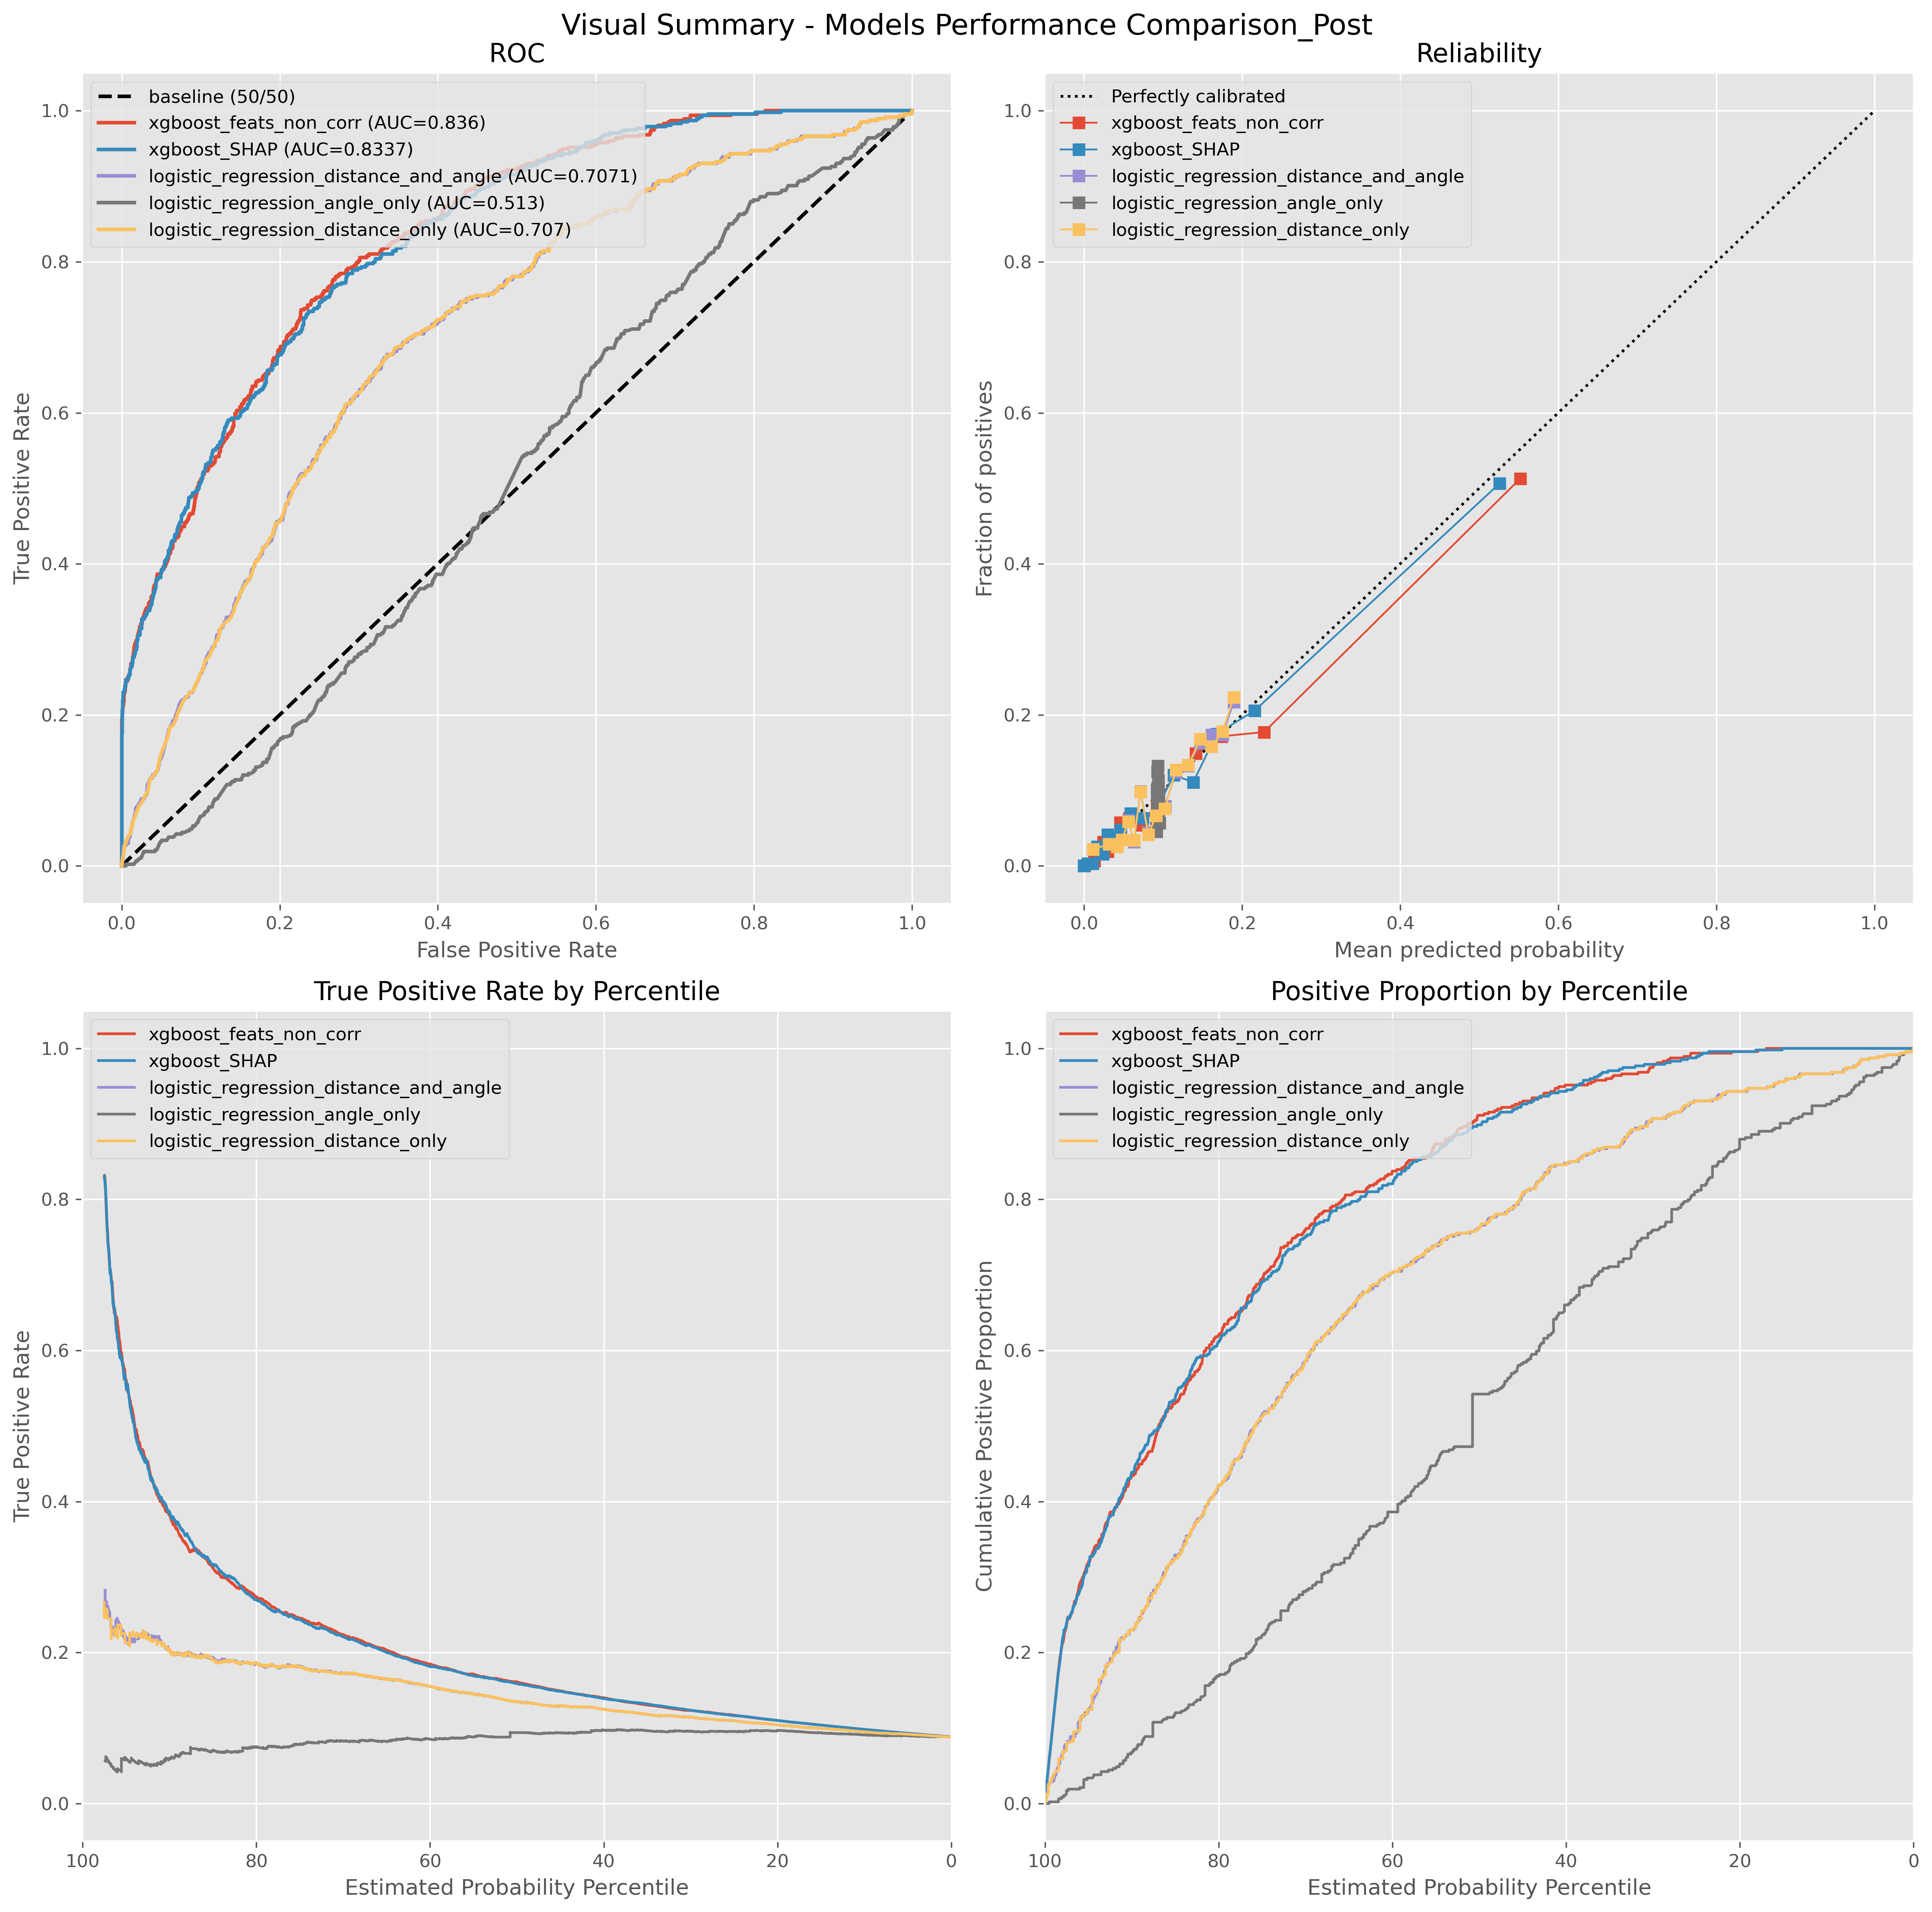 Visual Summary - Models Performance Comparison_Post
ROC
baseline (50/50)
xgboost_feats_non_corr (AUC=0.836)
xgboost_SHAP (AUC=0.8337)
logistic_regression_distance_and_angle (AUC=0.7071)
logistic_regression_angle_only (AUC=0.513)
logistic_regression_distance_only (AUC=0.707)
True Positive Rate
1.0
0.8
0.6
0.4
0.2
0.0
0.0 0.2 0.4 0.6 0.8 1.0
False Positive Rate
Reliability
Perfectly calibrated
xgboost_feats_non_corr
xgboost_SHAP
logistic_regression_distance_and_angle
logistic_regression_angle_only
logistic_regression_distance_only
Fraction of positives
1.0
0.8
0.6
0.4
0.2
0.0
0.0 0.2 0.4 0.6 0.8 1.0
Mean predicted probability
True Positive Rate by Percentile
xgboost_feats_non_corr
xgboost_SHAP
logistic_regression_distance_and_angle
logistic_regression_angle_only
logistic_regression_distance_only
True Positive Rate
1.0
0.8
0.6
0.4
0.2
0.0
100 80 60 40 20 0
Estimated Probability Percentile
Positive Proportion by Percentile
xgboost_feats_non_corr
xgboost_SHAP
logistic_regression_distance_and_angle
logistic_regression_angle_only
logistic_regression_distance_only
Cumulative Positive Proportion
1.0
0.8
0.6
0.4
0.2
0.0
100 80 60 40 20 0
Estimated Probability Percentile